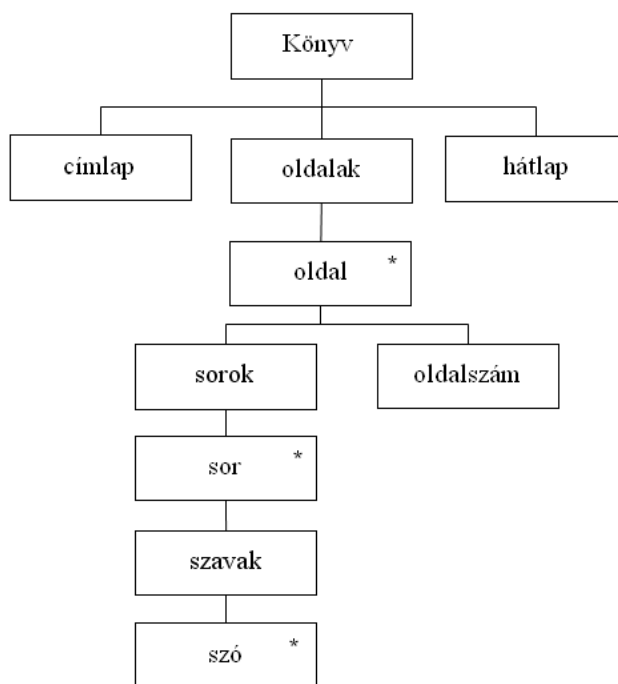 Könyv
címlap
oldalak
hátlap
oldal *
sorok
oldalszám
sor *
szavak
szó *